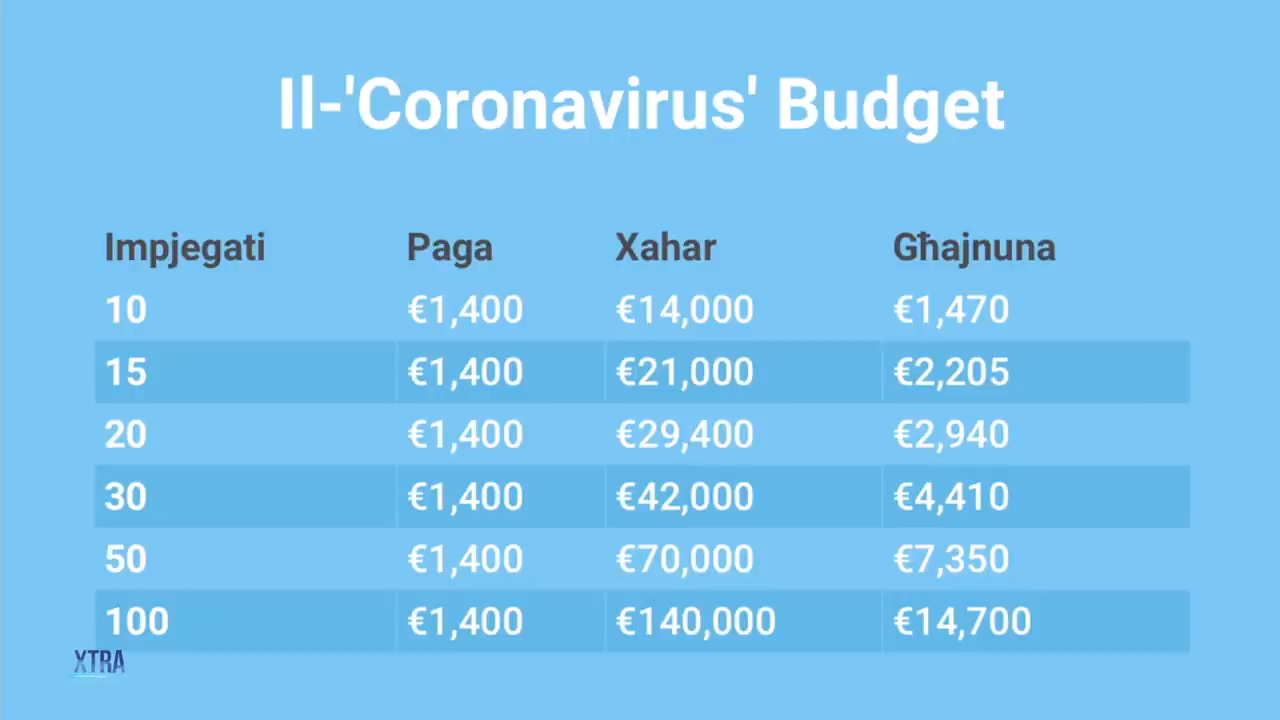 Il-'Coronavirus' Budget
Impjegati Paga Xahar Għajnuna
10 €1,400 €14,000 €1,470
15 €1,400 €21,000 €2,205
20 €1,400 €29,400 €2,940
30 €1,400 €42,000 €4,410
50 €1,400 €70,000 €7,350
100 €1,400 €140,000 €14,700
XTRA